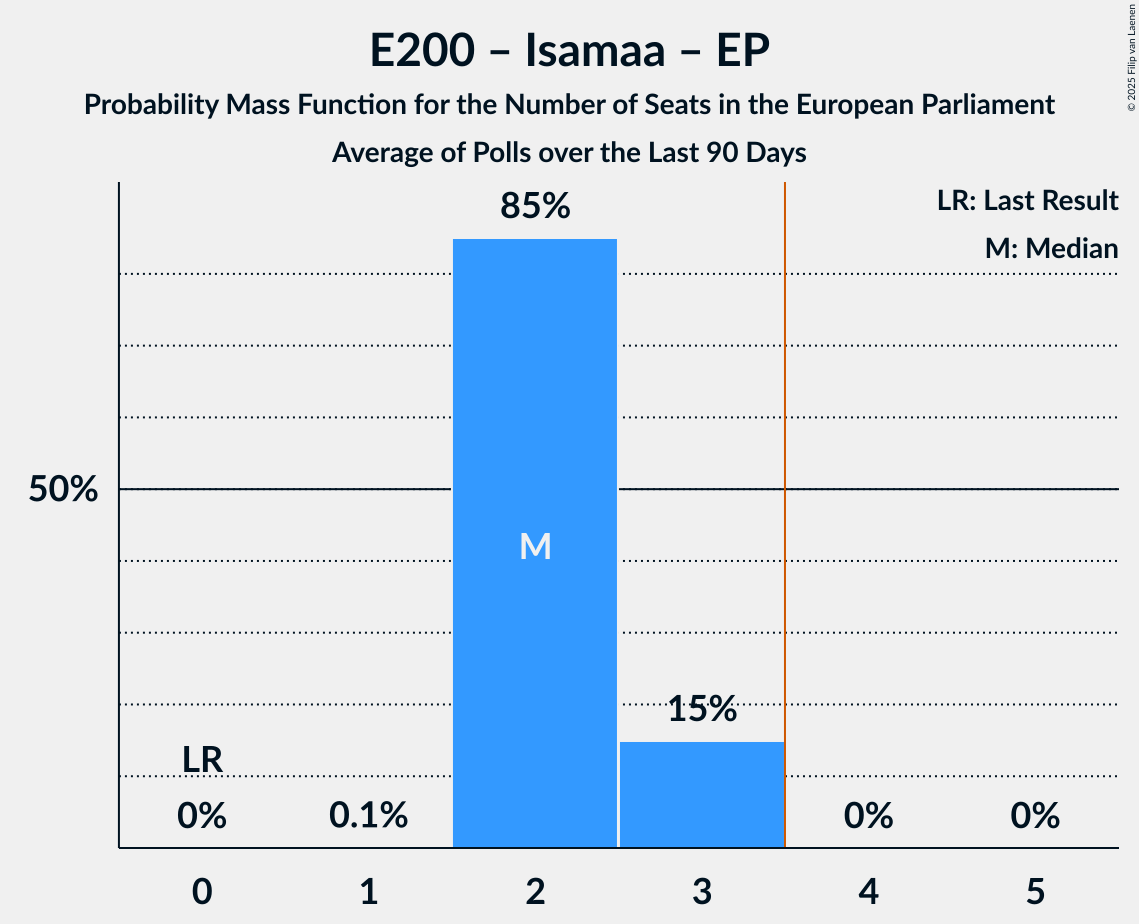 E200 – Isamaa – EP
Probability Mass Function for the Number of Seats in the European Parliament
Average of Polls over the Last 90 Days
© 2025 Filip van Laenen
LR: Last Result
M: Median
85%
50%
M
15%
LR
0%
0.1%
0%
0%
0
1
2
3
4
5